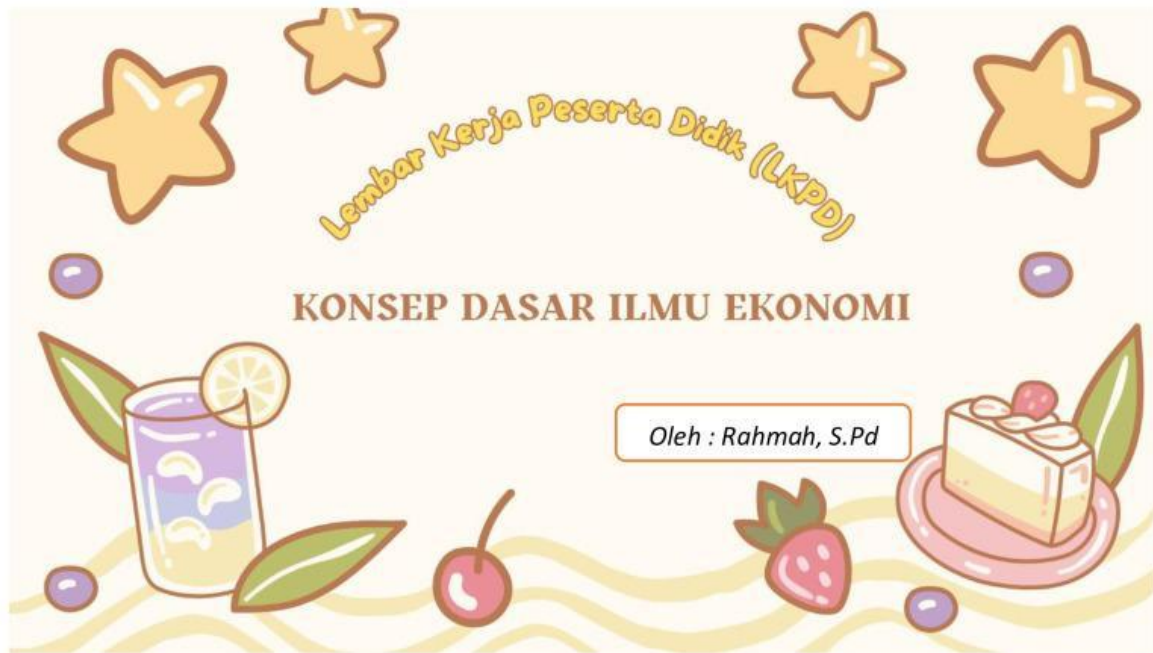 Lembar Kerja Peserta Didik (LKPD)
KONSEP DASAR ILMU EKONOMI
Oleh : Rahmah, S.Pd